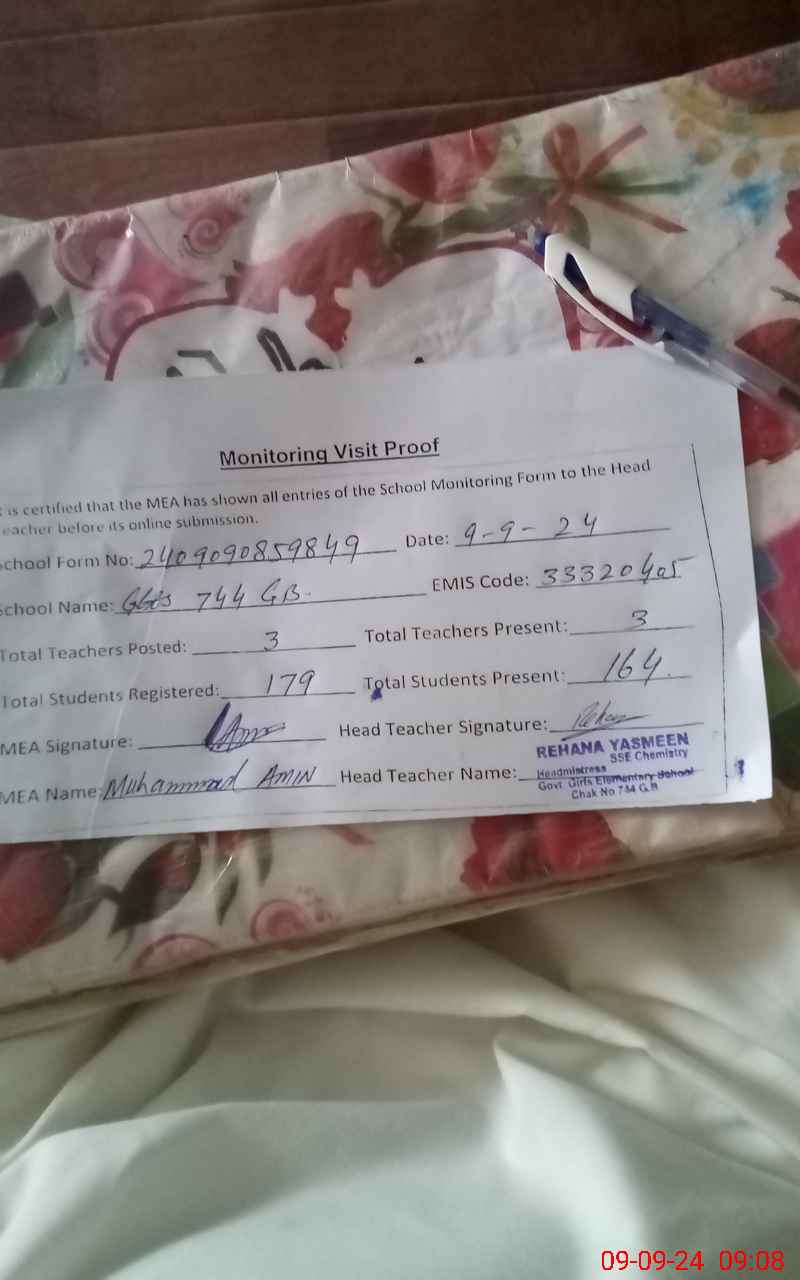 Monitoring Visit Proof
is certified that the MEA has shown all entries of the School Monitoring Form to the Head
eacher before its online submission.
School Form No: 2409090859849 Date: 9-9-24
School Name: GGES 744 GB. EMIS Code: 33320405
Total Teachers Posted: 3 Total Teachers Present: 3
Total Students Registered: 179 Total Students Present: 164
MEA Signature: Head Teacher Signature: Rehan
MEA Name: Muhammad AMIN Head Teacher Name:
REHANA YASMEEN
SSE Chemistry
Headmistress
Govt Girls Elementary School
Chak No 744 G.B
09-09-24 09:08